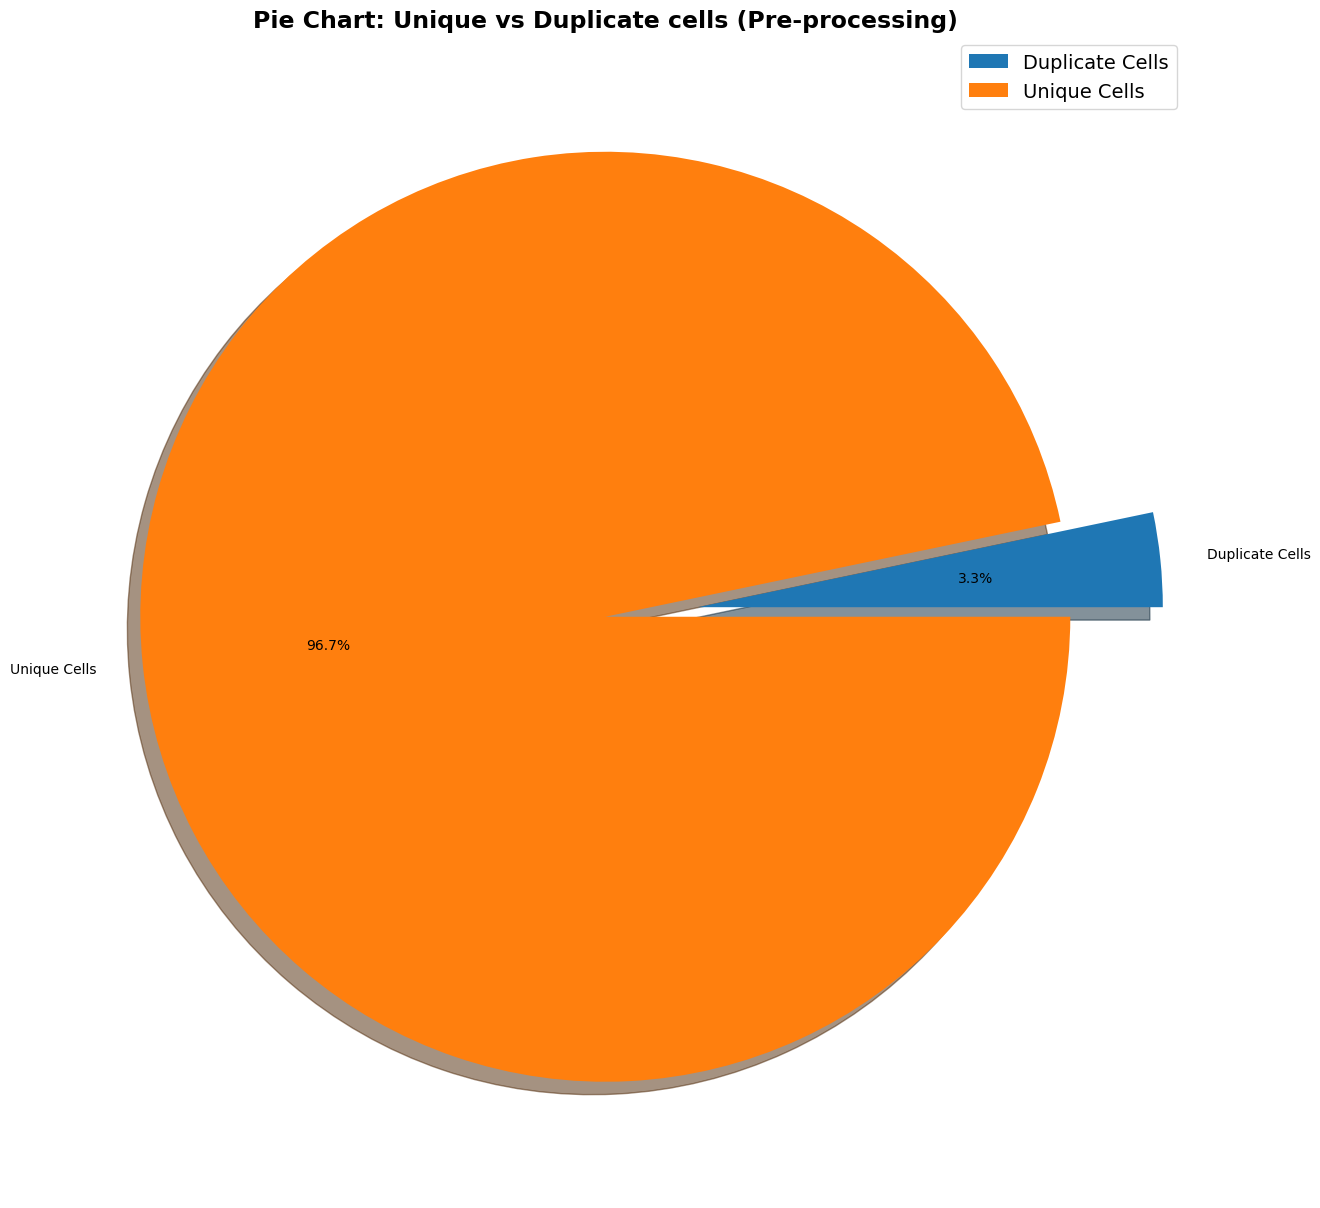 Pie Chart: Unique vs Duplicate cells (Pre-processing)
Duplicate Cells
Unique Cells
Duplicate Cells
3.3%
96.7%
Unique Cells